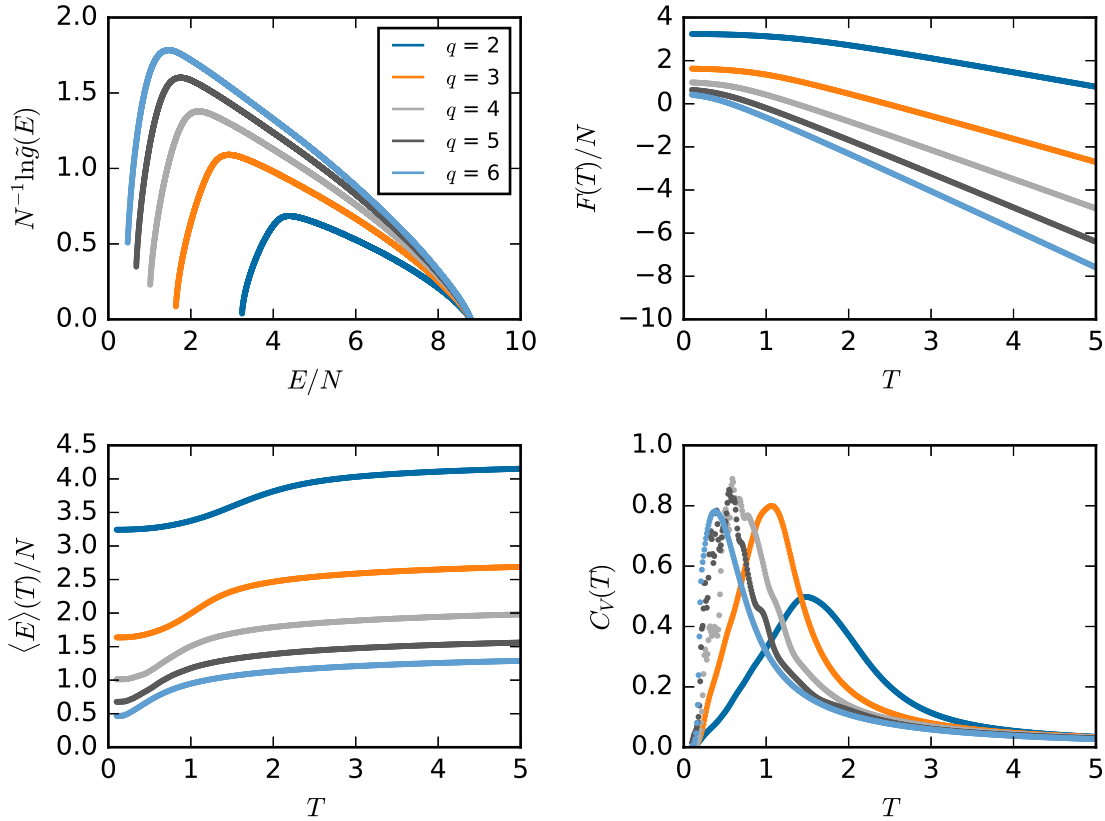 2.0
1.5
1.0
0.5
0.0
0 2 4 6 8 10
N⁻¹ln g̃(E)
E/N
q = 2
q = 3
q = 4
q = 5
q = 6
4
2
0
−2
−4
−6
−8
−10
0 1 2 3 4 5
F(T)/N
T
4.5
4.0
3.5
3.0
2.5
2.0
1.5
1.0
0.5
0.0
0 1 2 3 4 5
⟨E⟩(T)/N
T
1.0
0.8
0.6
0.4
0.2
0.0
0 1 2 3 4 5
C_V(T)
T